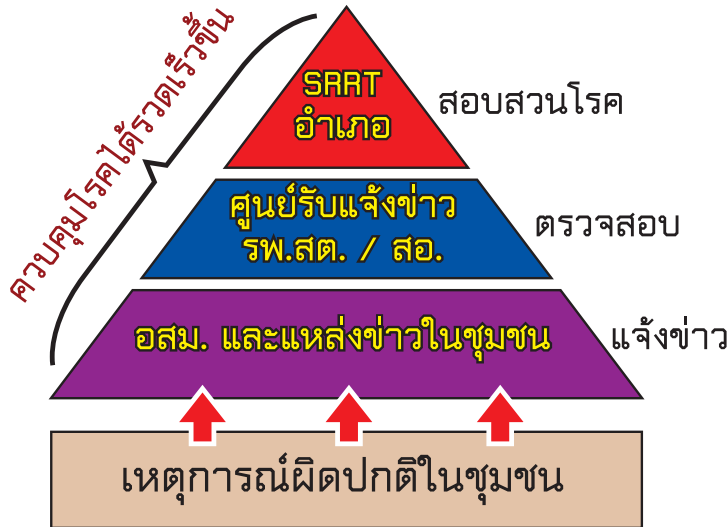 ควบคุมโรคได้รวดเร็วขึ้น
SRRT
อำเภอ
สอบสวนโรค
ศูนย์รับแจ้งข่าว
รพ.สต. / สอ.
ตรวจสอบ
อสม. และแหล่งข่าวในชุมชน
แจ้งข่าว
เหตุการณ์ผิดปกติในชุมชน